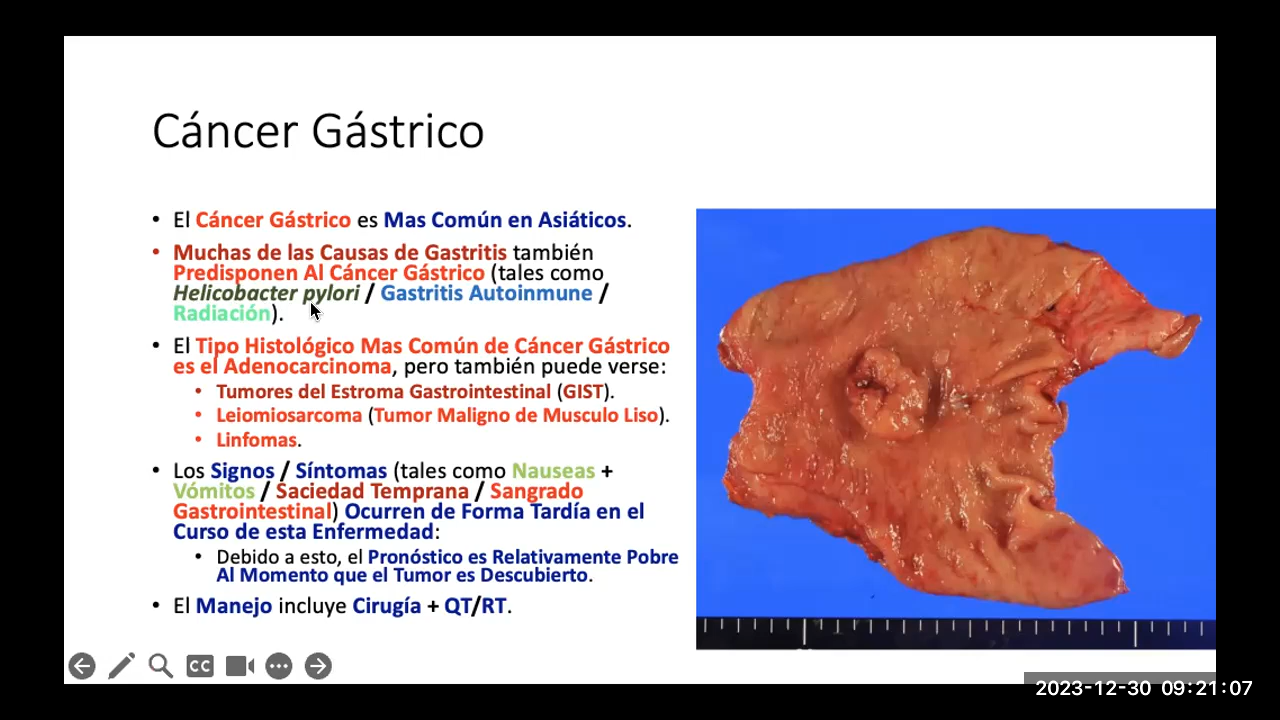 Cáncer Gástrico
• El Cáncer Gástrico es Mas Común en Asiáticos.
• Muchas de las Causas de Gastritis también
Predisponen Al Cáncer Gástrico (tales como
Helicobacter pylori / Gastritis Autoinmune /
Radiación).
• El Tipo Histológico Mas Común de Cáncer Gástrico
es el Adenocarcinoma, pero también puede verse:
• Tumores del Estroma Gastrointestinal (GIST).
• Leiomiosarcoma (Tumor Maligno de Musculo Liso).
• Linfomas.
• Los Signos / Síntomas (tales como Nauseas +
Vómitos / Saciedad Temprana / Sangrado
Gastrointestinal) Ocurren de Forma Tardía en el
Curso de esta Enfermedad:
• Debido a esto, el Pronóstico es Relativamente Pobre
Al Momento que el Tumor es Descubierto.
• El Manejo incluye Cirugía + QT/RT.
CC
2023-12-30 09:21:07